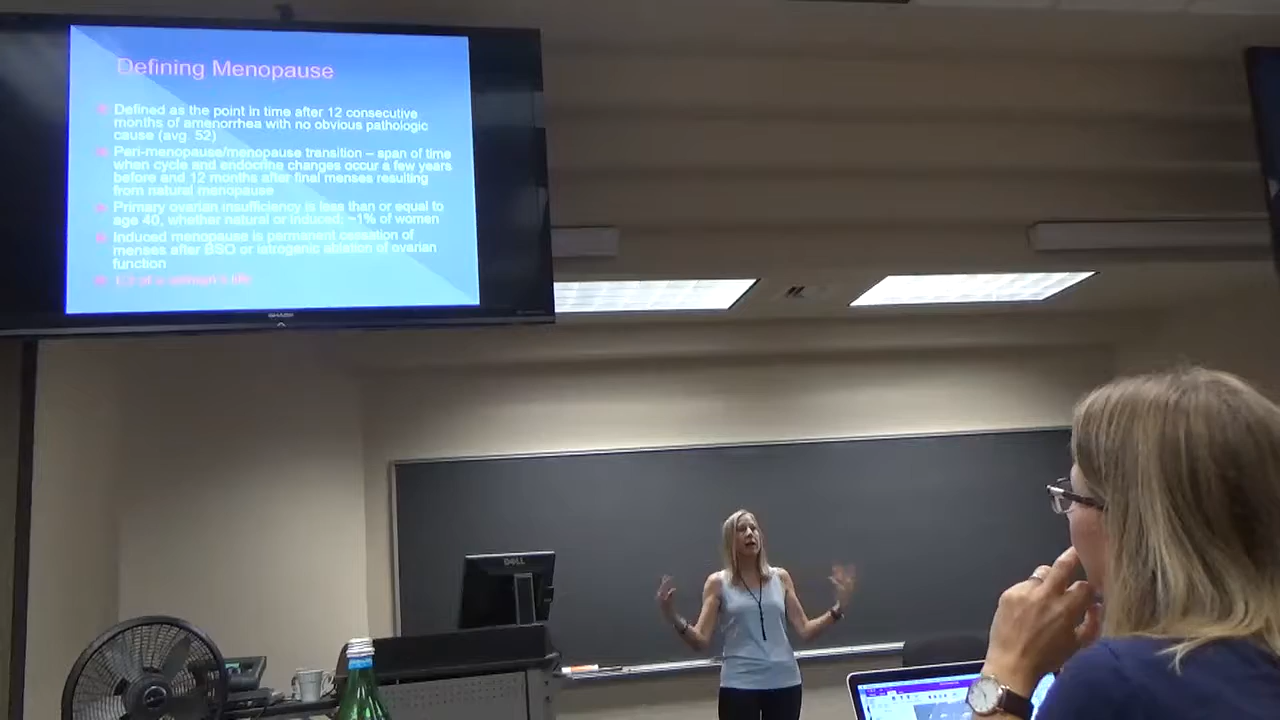 Defining Menopause
Defined as the point in time after 12 consecutive
months of amenorrhea with no obvious pathologic
cause (avg. 52)
Peri-menopause/menopause transition – span of time
when cycle and endocrine changes occur a few years
before and 12 months after final menses resulting
from natural menopause
Primary ovarian insufficiency is less than or equal to
age 40, whether natural or induced; ~1% of women
Induced menopause is permanent cessation of
menses after BSO or iatrogenic ablation of ovarian
function
of a woman's life
SHARP
DELL